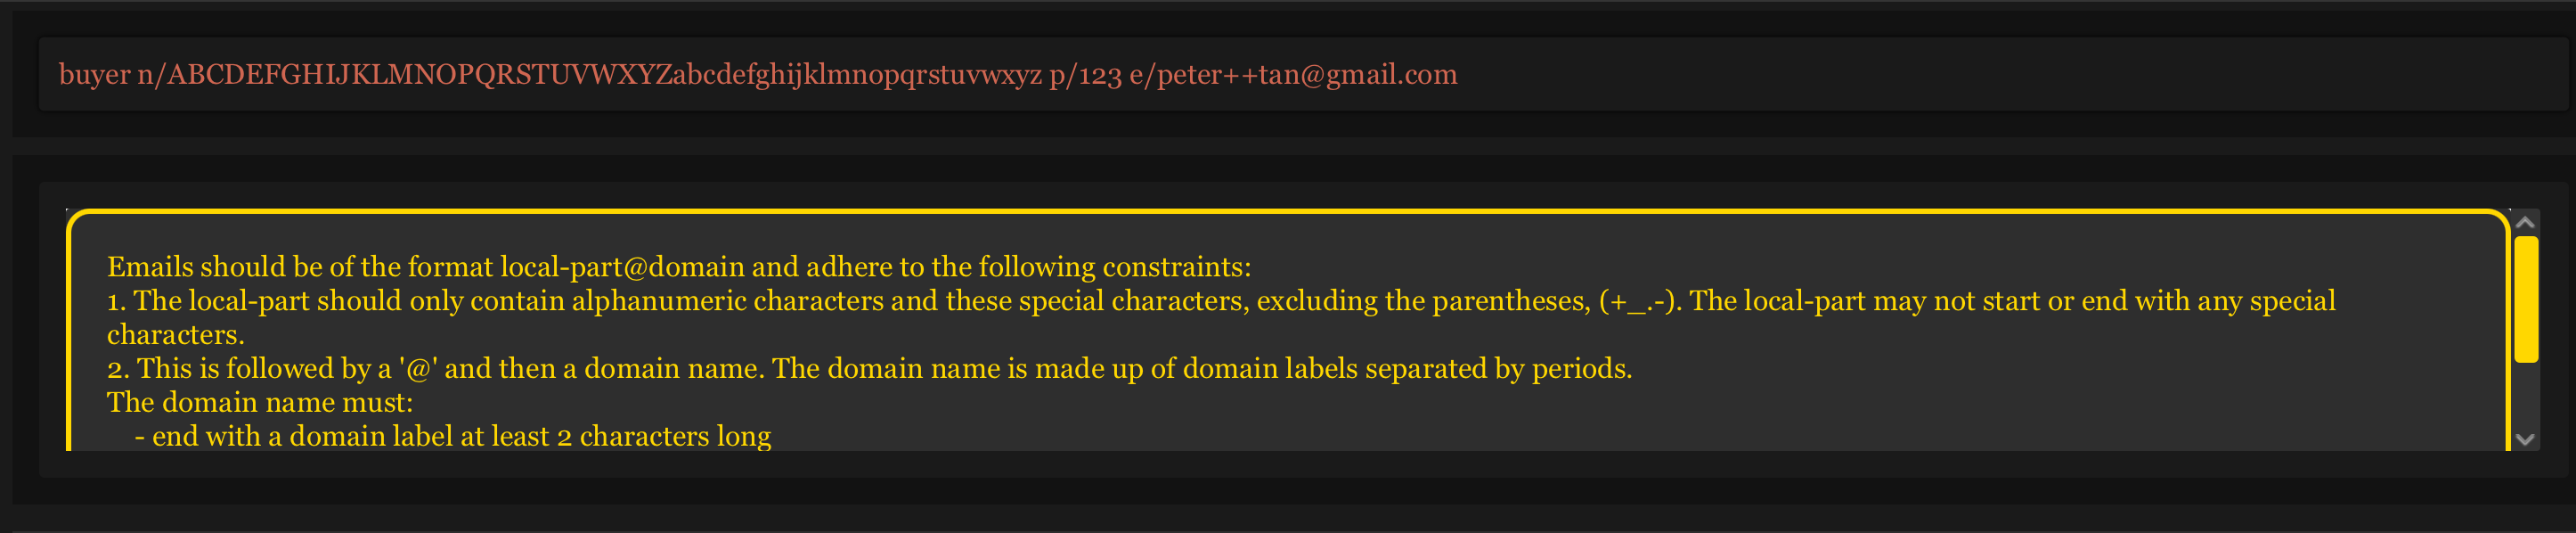 buyer n/ABCDEFGHIJKLMNOPQRSTUVWXYZabcdefghijklmnopqrstuvwxyz p/123 e/peter++tan@gmail.com
Emails should be of the format local-part@domain and adhere to the following constraints:
1. The local-part should only contain alphanumeric characters and these special characters, excluding the parentheses, (+_.-). The local-part may not start or end with any special
characters.
2. This is followed by a '@' and then a domain name. The domain name is made up of domain labels separated by periods.
The domain name must:
- end with a domain label at least 2 characters long